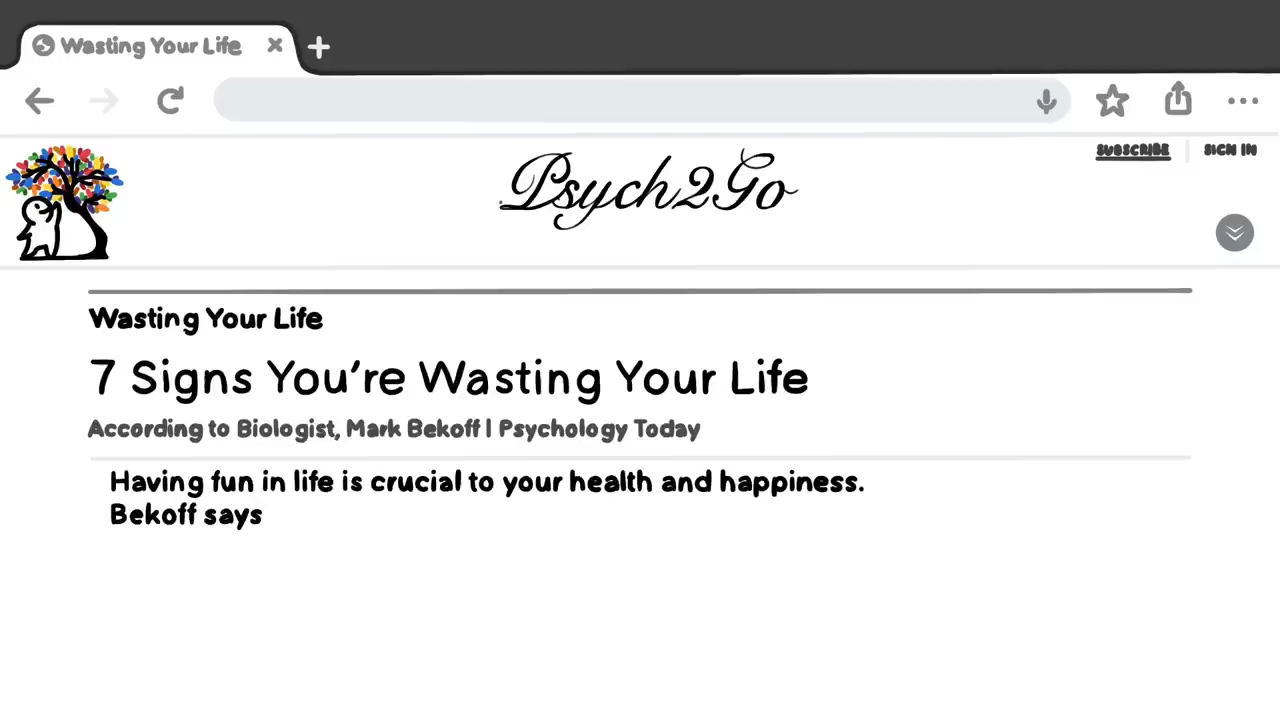 Wasting Your Life
SUBSCRIBE
SIGN IN
Psych2Go
Wasting Your Life
7 Signs You're Wasting Your Life
According to Biologist, Mark Bekoff | Psychology Today
Having fun in life is crucial to your health and happiness.
Bekoff says